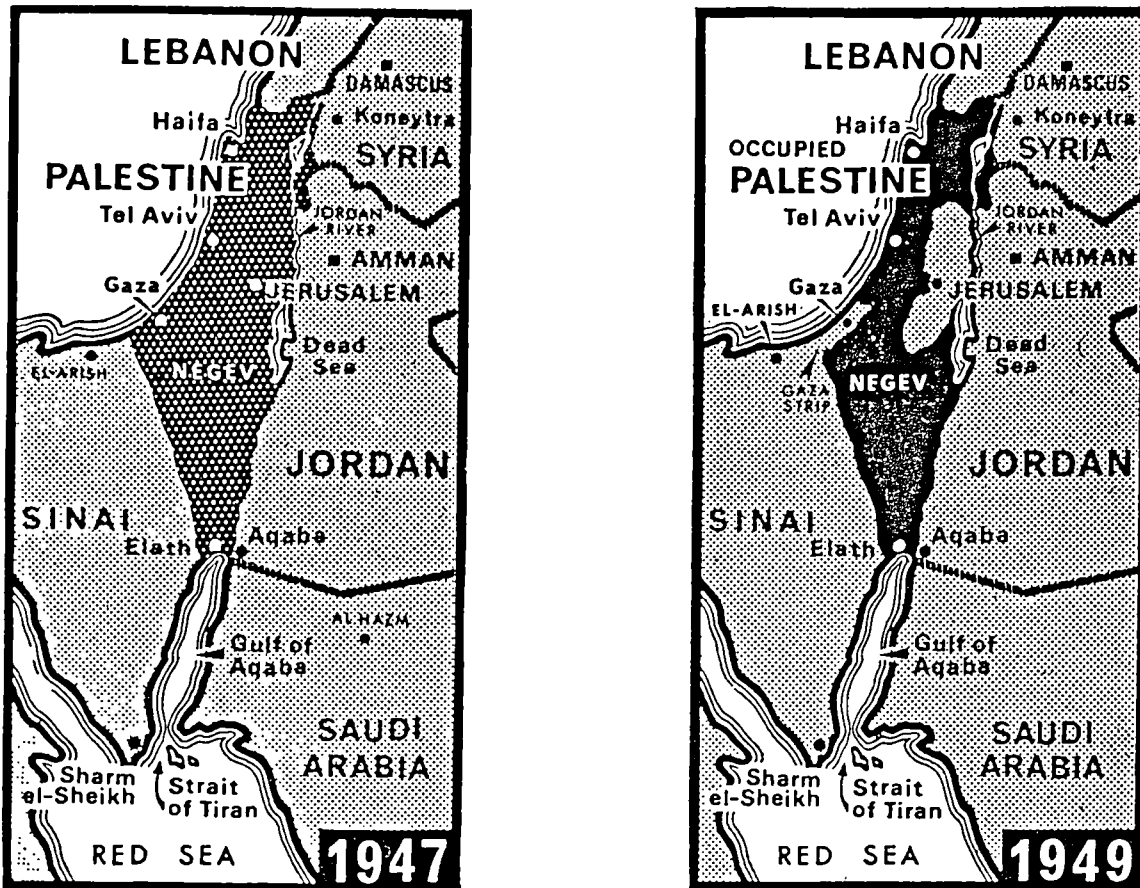 LEBANON
DAMASCUS
Koneytra
Haifa
SYRIA
PALESTINE
Tel Aviv
JORDAN
RIVER
AMMAN
Gaza
JERUSALEM
Dead
Sea
EL-ARISH
NEGEV
JORDAN
SINAI
Elath
Aqaba
AL HAZM
Gulf of
Aqaba
SAUDI
ARABIA
Sharm
el-Sheikh
Strait
of Tiran
RED SEA
1947
LEBANON
DAMASCUS
Koneytra
Haifa
OCCUPIED
SYRIA
PALESTINE
Tel Aviv
JORDAN
RIVER
AMMAN
Gaza
JERUSALEM
EL-ARISH
Dead
Sea
GAZA
STRIP
NEGEV
JORDAN
SINAI
Elath
Aqaba
Gulf of
Aqaba
SAUDI
ARABIA
Sharm
el-Sheikh
Strait
of Tiran
RED SEA
1949